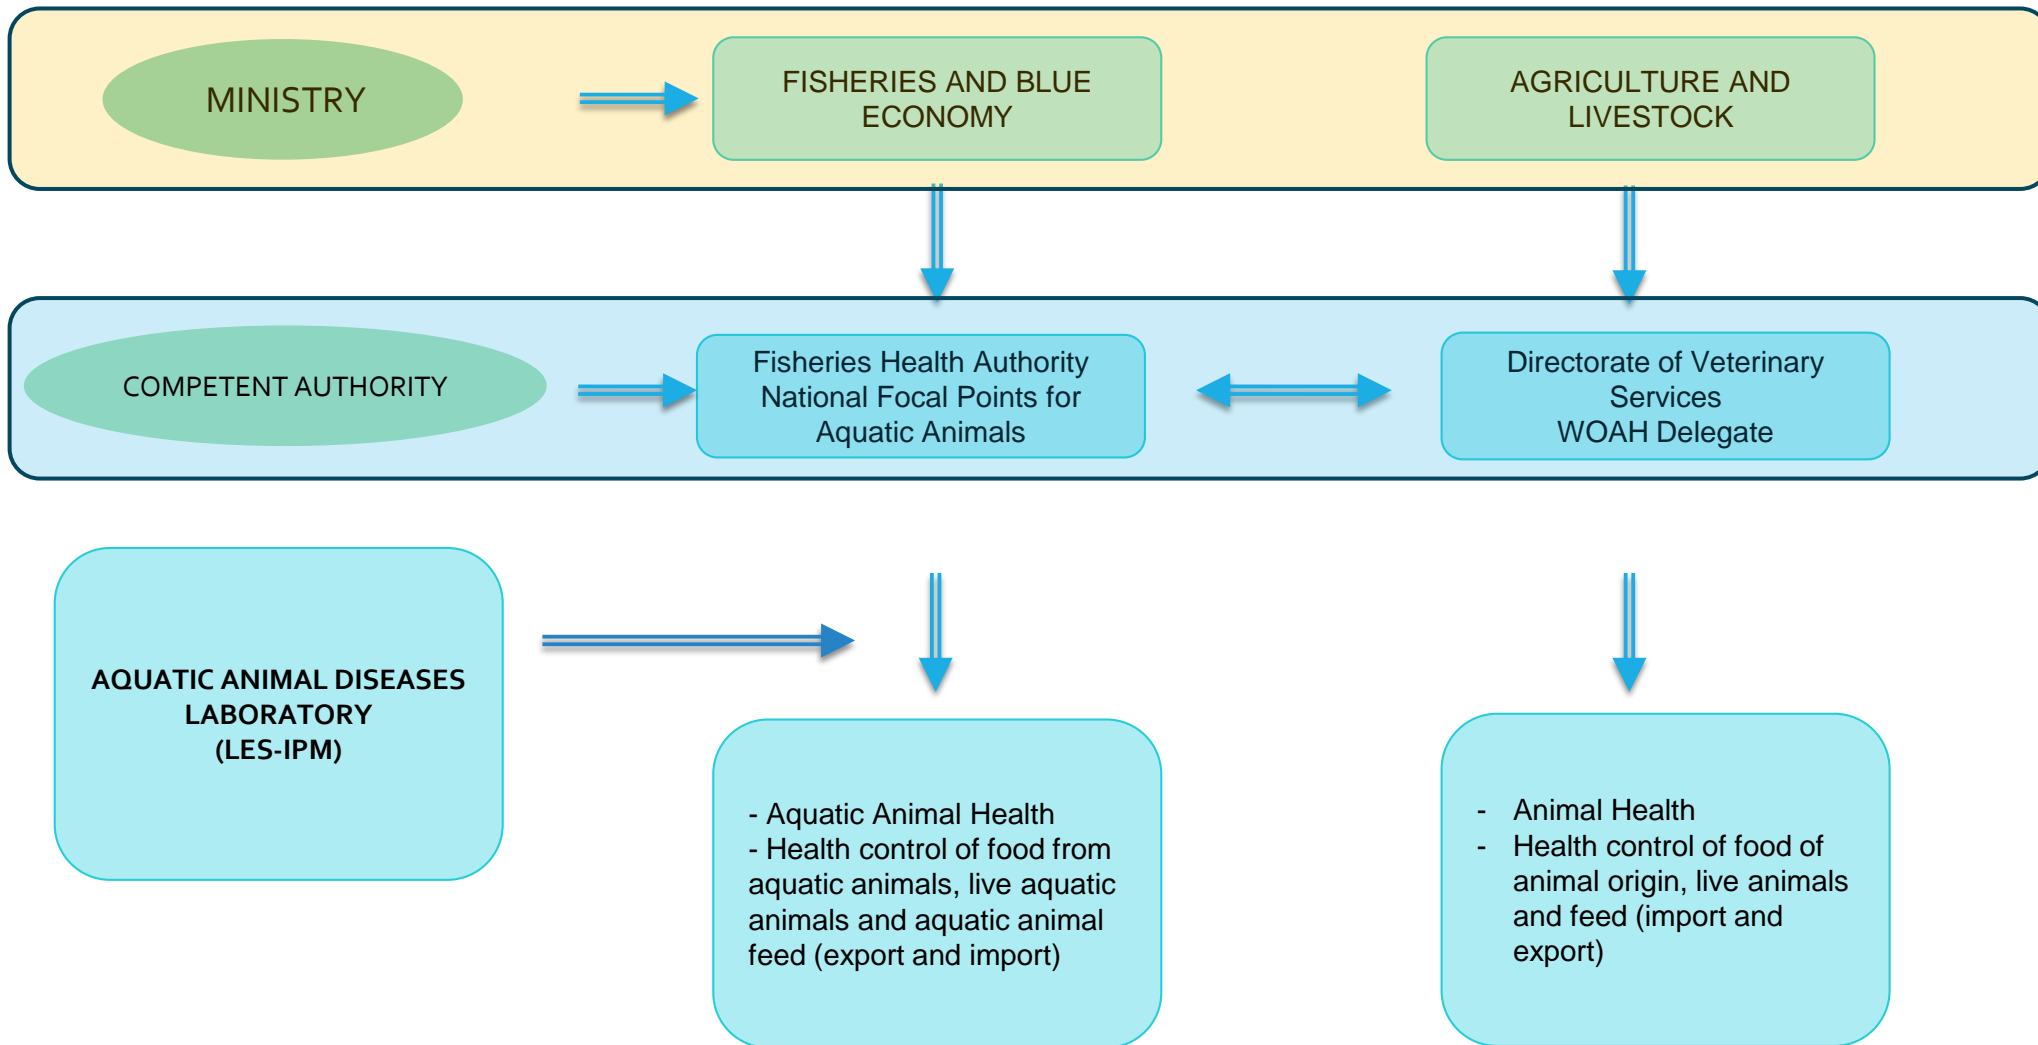 MINISTRY
FISHERIES AND BLUE
ECONOMY
AGRICULTURE AND
LIVESTOCK
COMPETENT AUTHORITY
Fisheries Health Authority
National Focal Points for
Aquatic Animals
Directorate of Veterinary
Services
WOAH Delegate
AQUATIC ANIMAL DISEASES
LABORATORY
(LES-IPM)
- Aquatic Animal Health
- Health control of food from
aquatic animals, live aquatic
animals and aquatic animal
feed (export and import)
- Animal Health
- Health control of food of
animal origin, live animals
and feed (import and
export)